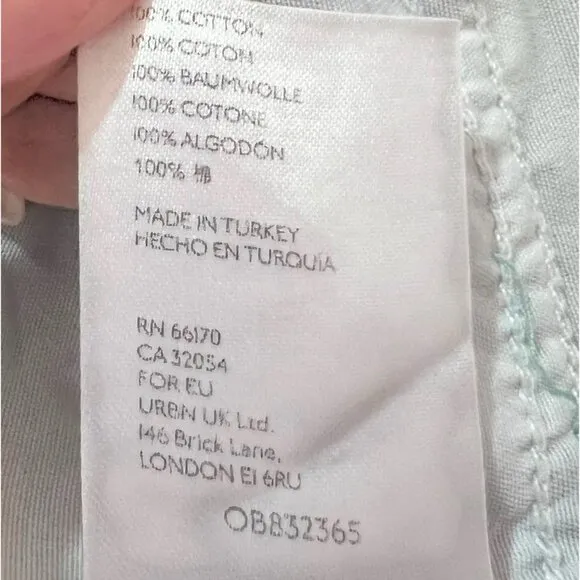 100% COTTON
100% COTON
100% BAUMWOLLE
100% COTONE
100% ALGODÓN
100% 棉
MADE IN TURKEY
HECHO EN TURQUÍA
RN 66170
CA 32054
FOR EU
URBN UK Ltd.
146 Brick Lane,
LONDON E1 6RU
OB832365